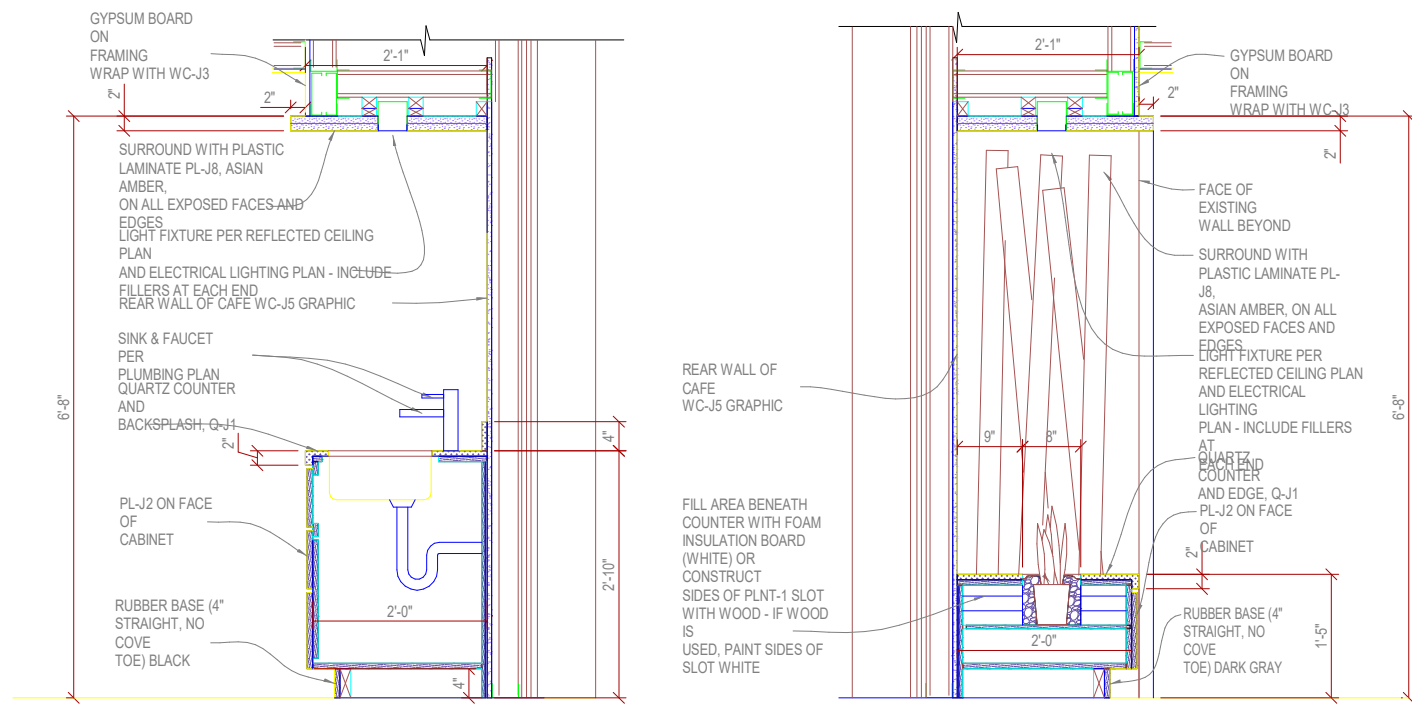 GYPSUM BOARD
ON
FRAMING
WRAP WITH WC-J3
2'-1"
2"
2"
SURROUND WITH PLASTIC
LAMINATE PL-J8, ASIAN
AMBER,
ON ALL EXPOSED FACES AND
EDGES
LIGHT FIXTURE PER REFLECTED CEILING
PLAN
AND ELECTRICAL LIGHTING PLAN - INCLUDE
FILLERS AT EACH END
REAR WALL OF CAFE WC-J5 GRAPHIC
SINK & FAUCET
PER
PLUMBING PLAN
QUARTZ COUNTER
AND
BACKSPLASH, Q-J1
6'-8"
2"
4"
PL-J2 ON FACE
OF
CABINET
2'-10"
RUBBER BASE (4"
STRAIGHT, NO
COVE
TOE) BLACK
2'-0"
4"
2'-1"
GYPSUM BOARD
ON
FRAMING
WRAP WITH WC-J3
2"
2"
FACE OF
EXISTING
WALL BEYOND
SURROUND WITH
PLASTIC LAMINATE PL-
J8,
ASIAN AMBER, ON ALL
EXPOSED FACES AND
EDGES
LIGHT FIXTURE PER
REFLECTED CEILING PLAN
AND ELECTRICAL
LIGHTING
PLAN - INCLUDE FILLERS
AT
EACH END
6'-8"
REAR WALL OF
CAFE
WC-J5 GRAPHIC
9"
8"
QUARTZ
COUNTER
AND EDGE, Q-J1
PL-J2 ON FACE
OF
CABINET
2"
FILL AREA BENEATH
COUNTER WITH FOAM
INSULATION BOARD
(WHITE) OR
CONSTRUCT
SIDES OF PLNT-1 SLOT
WITH WOOD - IF WOOD
IS
USED, PAINT SIDES OF
SLOT WHITE
2'-0"
RUBBER BASE (4"
STRAIGHT, NO
COVE
TOE) DARK GRAY
1'-5"